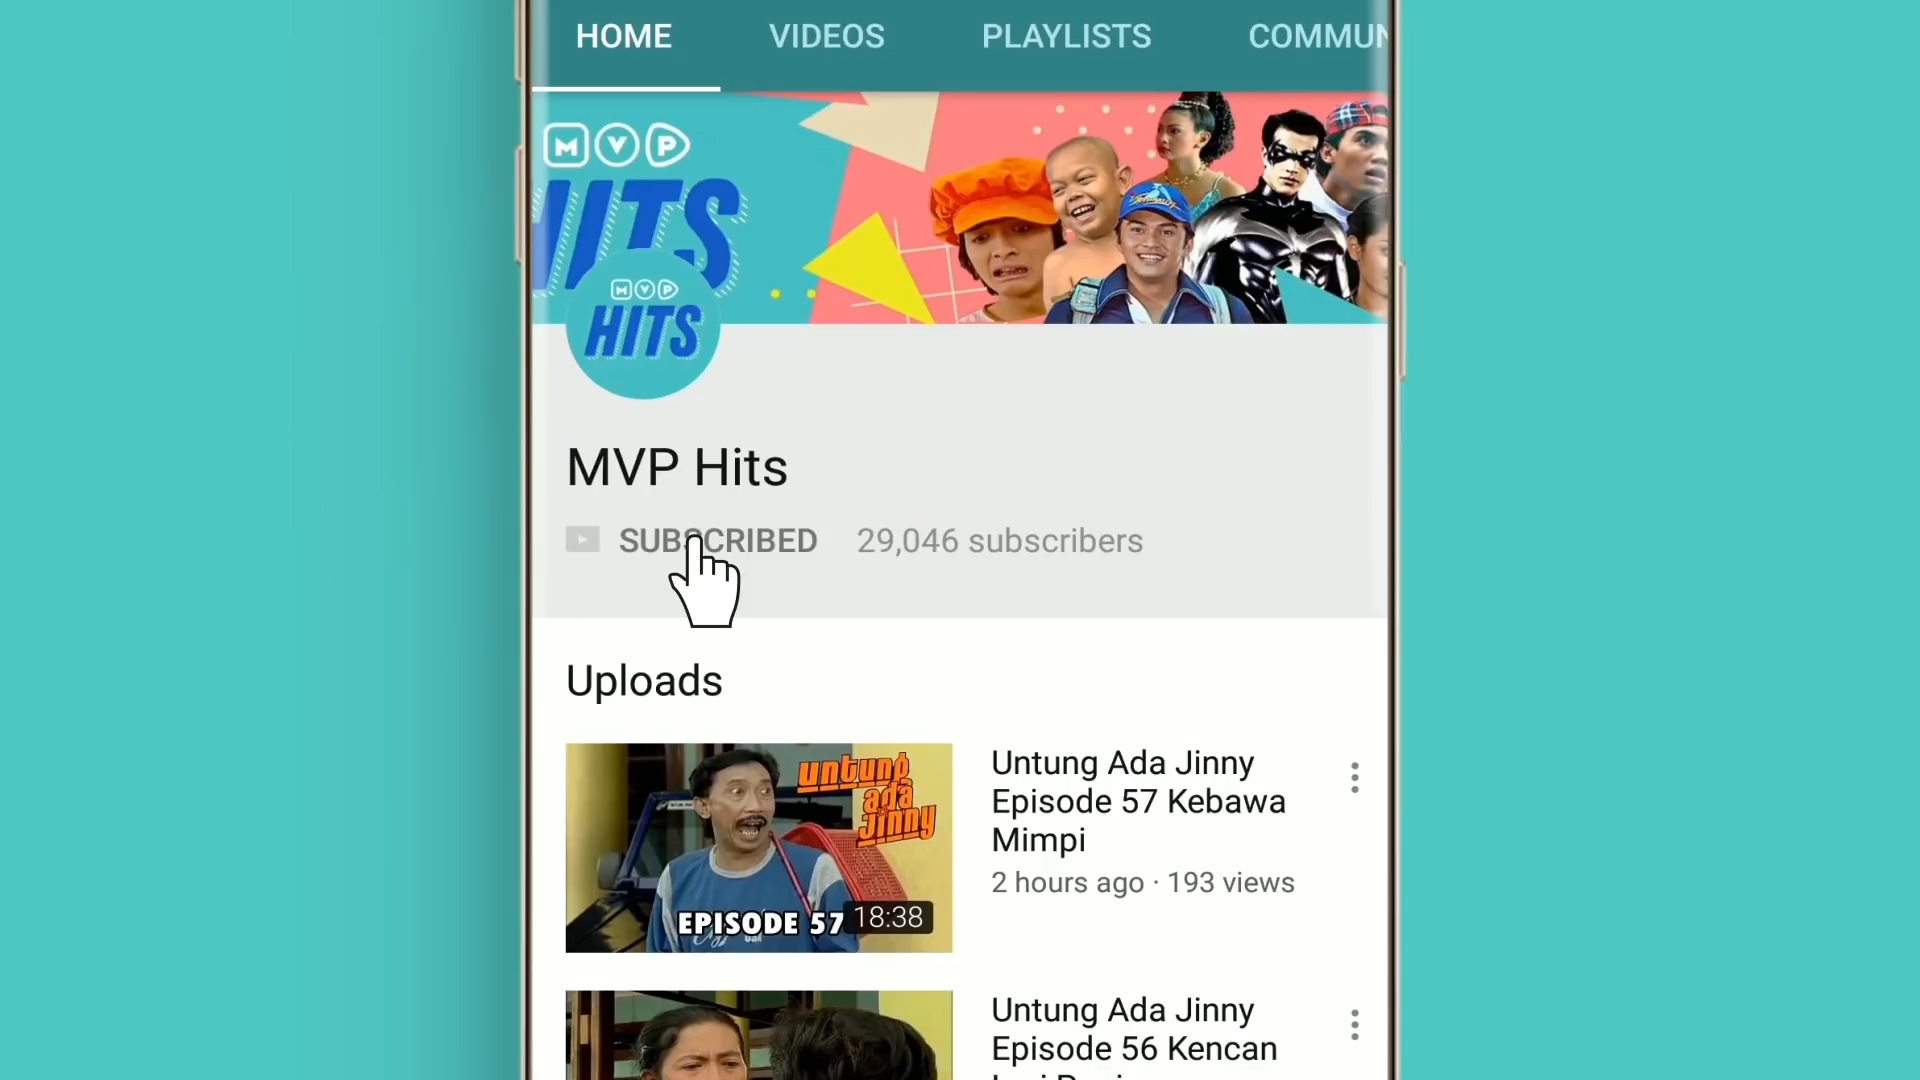 HOME VIDEOS PLAYLISTS COMMUN
MVP
HITS
MVP
HITS
MVP Hits
SUBSCRIBED 29,046 subscribers
Uploads
untung
ada
jinny
EPISODE 57
18:38
Untung Ada Jinny
Episode 57 Kebawa
Mimpi
2 hours ago · 193 views
Untung Ada Jinny
Episode 56 Kencan